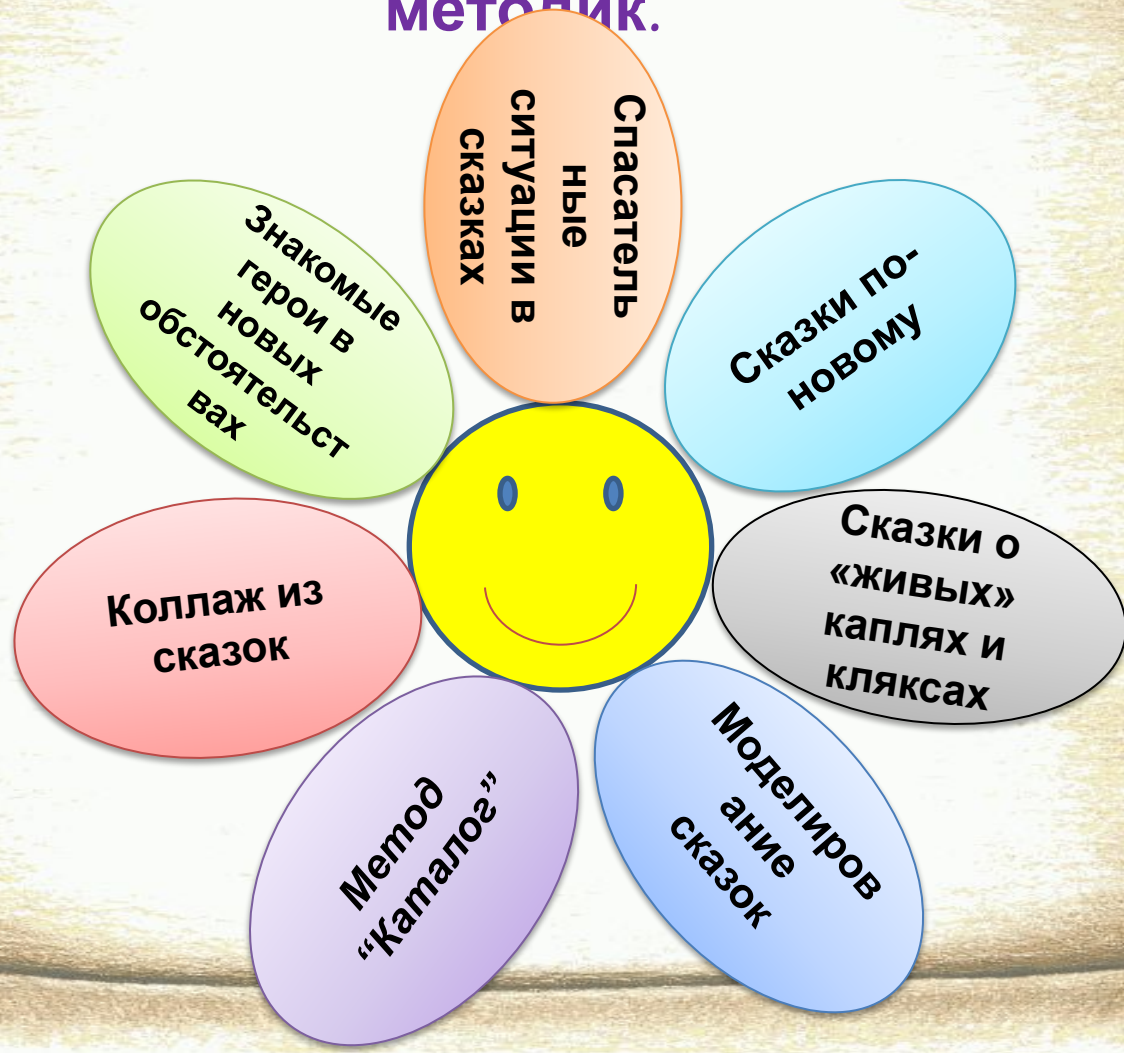 методик.
Спасатель
ные
ситуации в
сказках
Сказки по-
новому
Сказки о
«живых»
каплях и
кляксах
Моделиров
ание
сказок
Метод
“Каталог”
Коллаж из
сказок
Знакомые
герои в
новых
обстоятельст
вах